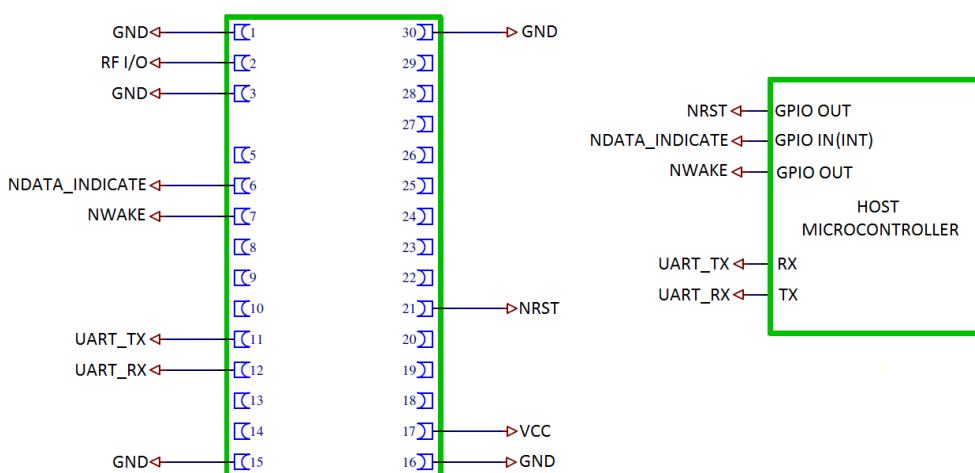 GND 1 30 GND
RF I/O 2 29
GND 3 28
27
5 26
NDATA_INDICATE 6 25
NWAKE 7 24
8 23
9 22
10 21 NRST
UART_TX 11 20
UART_RX 12 19
13 18
14 17 VCC
GND 15 16 GND
NRST GPIO OUT
NDATA_INDICATE GPIO IN(INT)
NWAKE GPIO OUT
HOST
MICROCONTROLLER
UART_TX RX
UART_RX TX